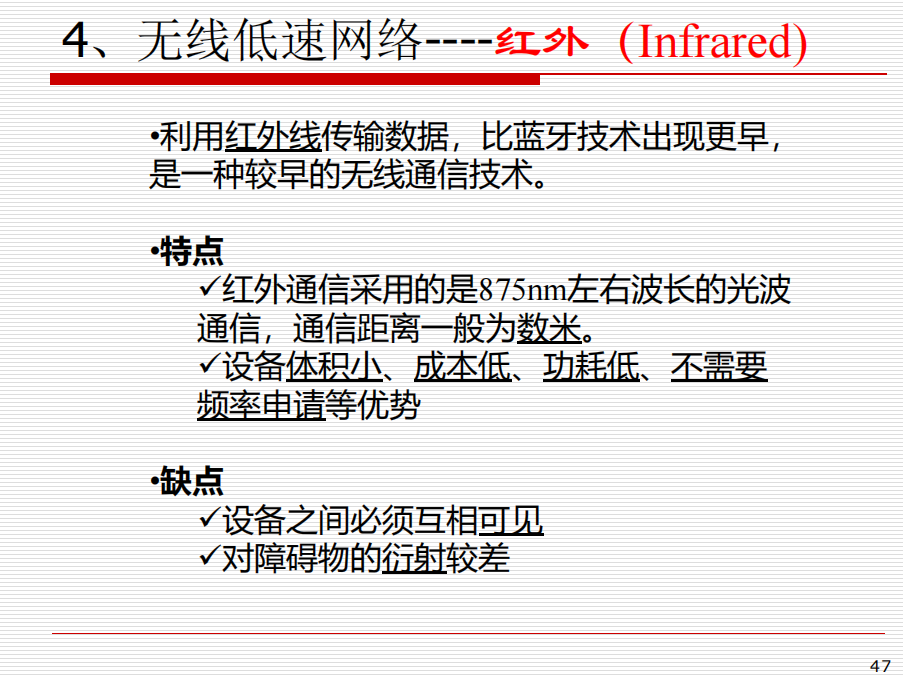 4、无线低速网络----红外（Infrared)
•利用红外线传输数据，比蓝牙技术出现更早，
是一种较早的无线通信技术。
•特点
✓红外通信采用的是875nm左右波长的光波
通信，通信距离一般为数米。
✓设备体积小、成本低、功耗低、不需要
频率申请等优势
•缺点
✓设备之间必须互相可见
✓对障碍物的衍射较差
47